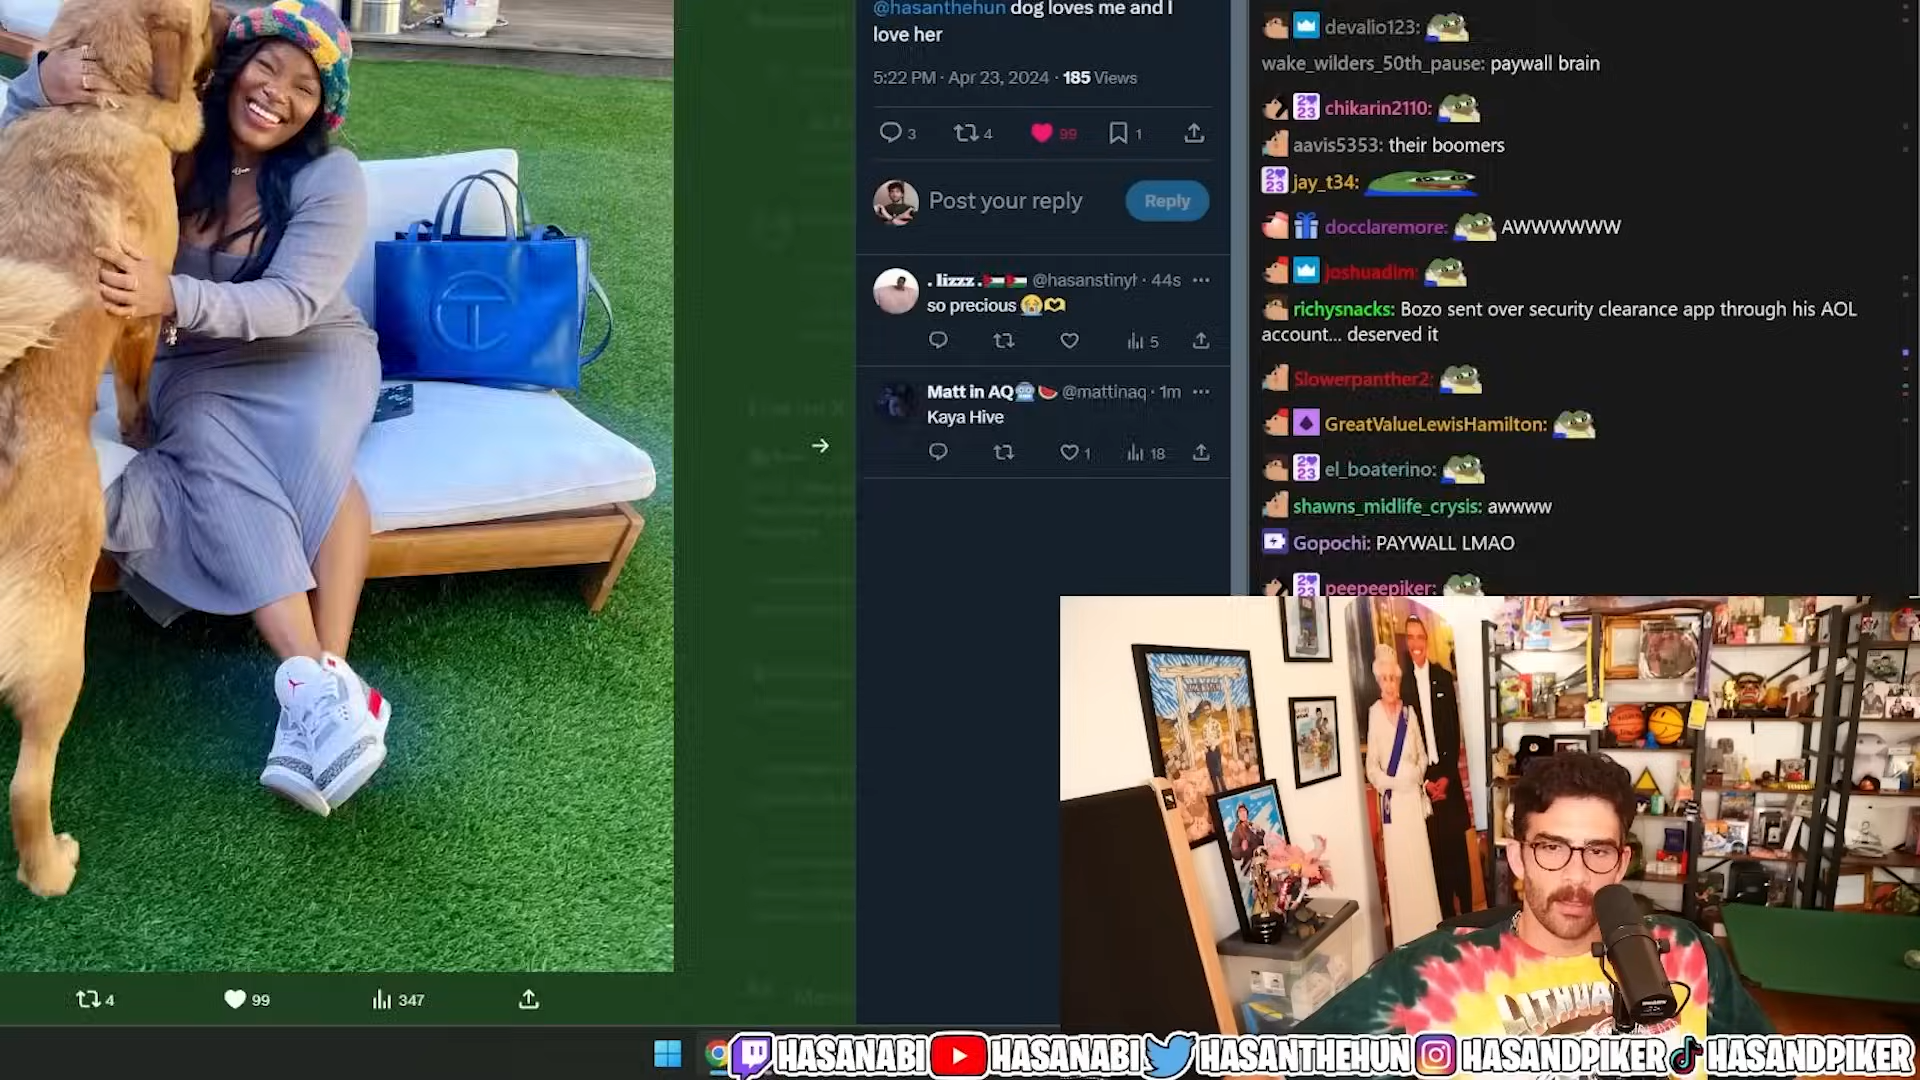 @hasanthehun dog loves me and I
love her
5:22 PM · Apr 23, 2024 · 185 Views
3
4
99
1
Post your reply
Reply
. lizzz . @hasanstinyt · 44s
so precious
5
Matt in AQ @mattinaq · 1m
Kaya Hive
1
18
4
99
347
devalio123:
wake_wilders_50th_pause: paywall brain
chikarin2110:
aavis5353: their boomers
jay_t34:
docclaremore: AWWWWWW
joshuadim:
richysnacks: Bozo sent over security clearance app through his AOL
account... deserved it
Slowerpanther2:
GreatValueLewisHamilton:
el_boaterino:
shawns_midlife_crysis: awwww
Gopochi: PAYWALL LMAO
peepeepiker:
LITHUA
HASANABI HASANABI HASANTHEHUN HASANDPIKER HASANDPIKER